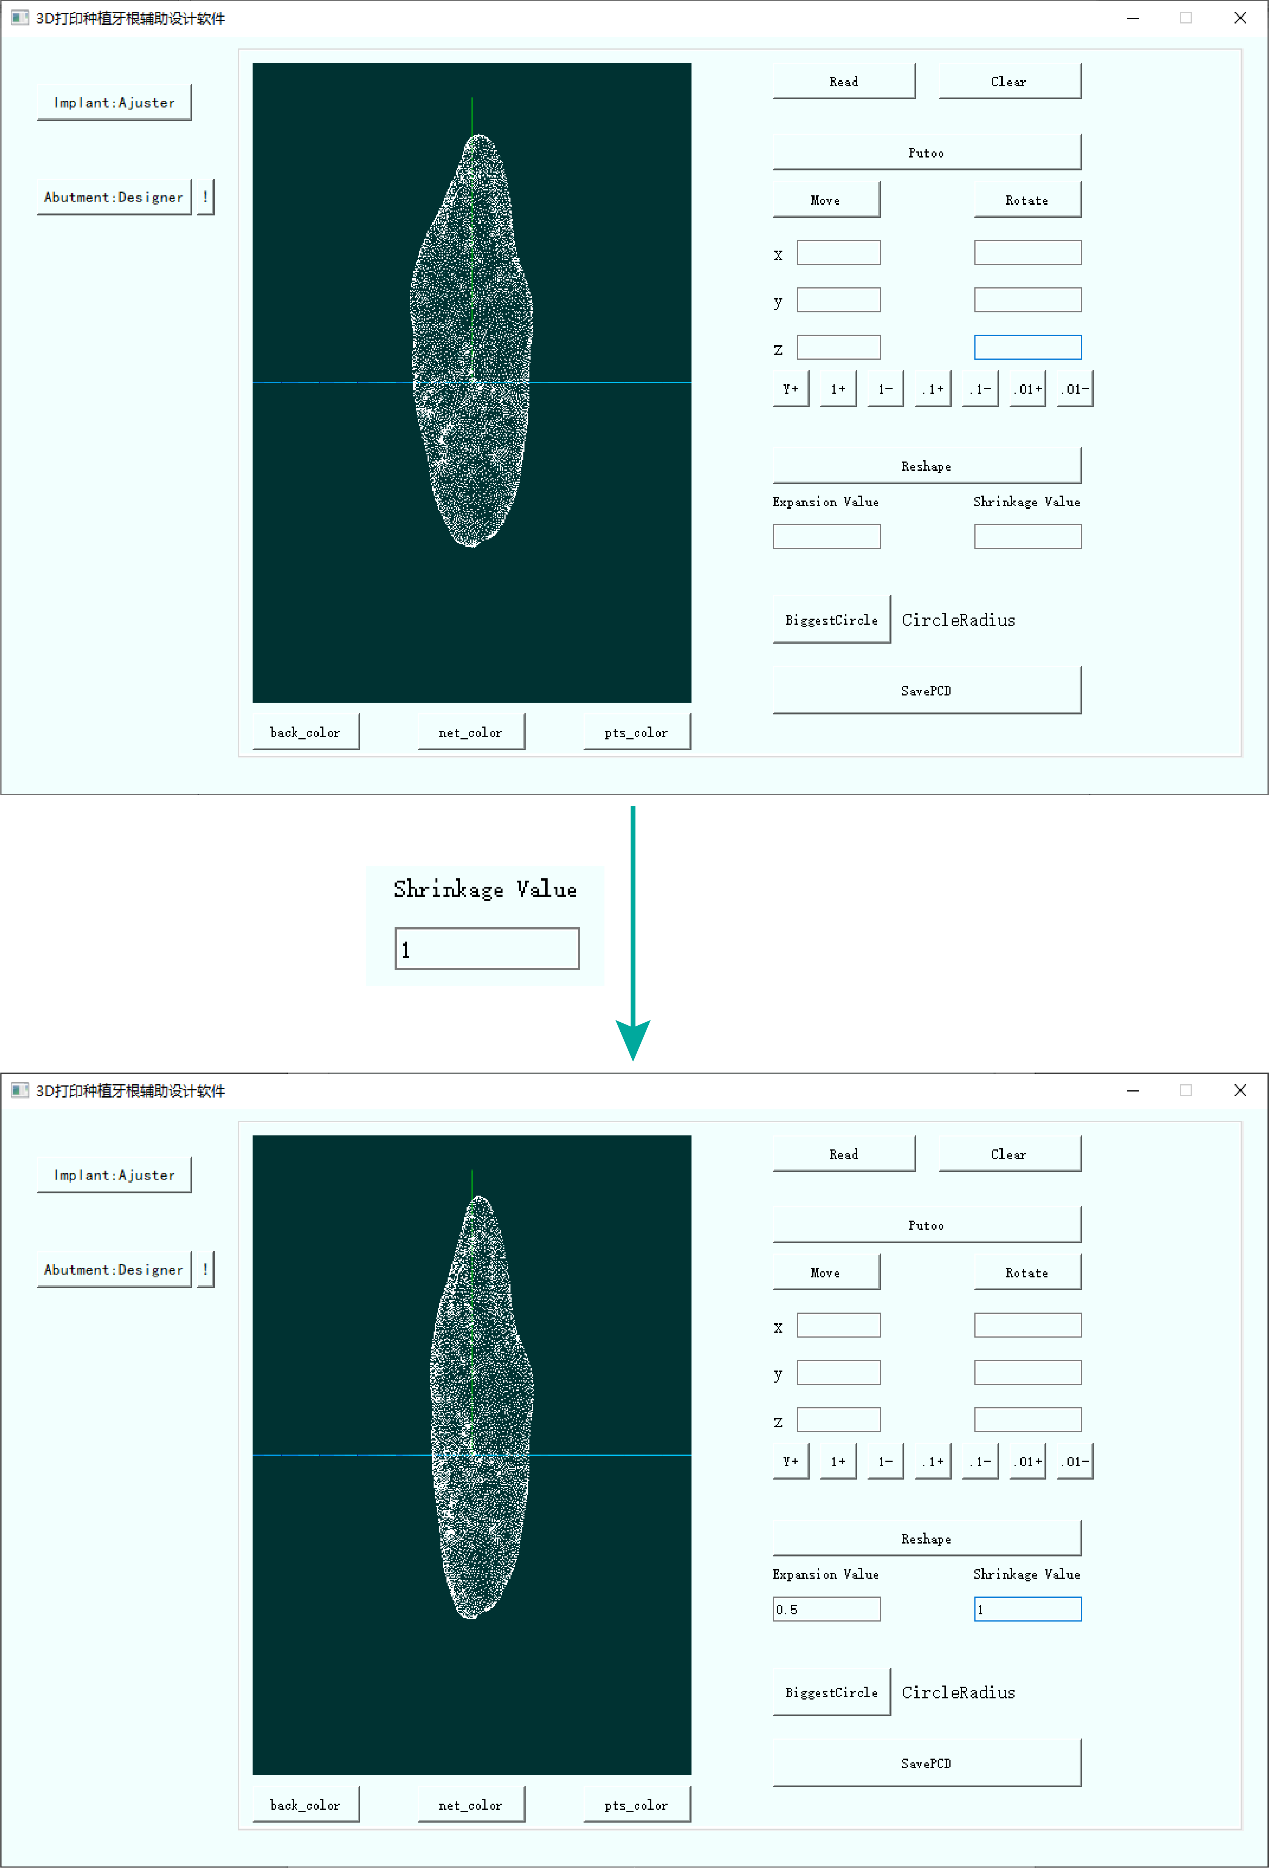 3D打印种植牙根辅助设计软件
Implant:Ajuster
Abutment:Designer !
Read Clear
Putoo
Move Rotate
x
y
z
Y+ 1+ 1- .1+ .1- .01+ .01-
Reshape
Expansion Value Shrinkage Value
BiggestCircle CircleRadius
SavePCD
back_color net_color pts_color
Shrinkage Value
1
3D打印种植牙根辅助设计软件
Implant:Ajuster
Abutment:Designer !
Read Clear
Putoo
Move Rotate
x
y
z
Y+ 1+ 1- .1+ .1- .01+ .01-
Reshape
Expansion Value Shrinkage Value
0.5 1
BiggestCircle CircleRadius
SavePCD
back_color net_color pts_color